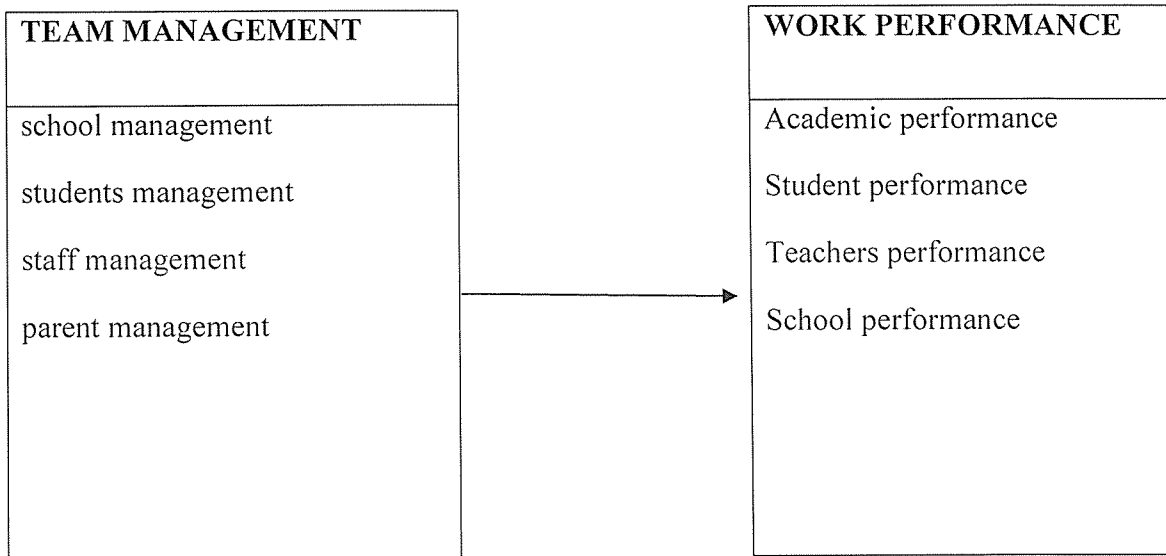 TEAM MANAGEMENT
school management
students management
staff management
parent management
WORK PERFORMANCE
Academic performance
Student performance
Teachers performance
School performance